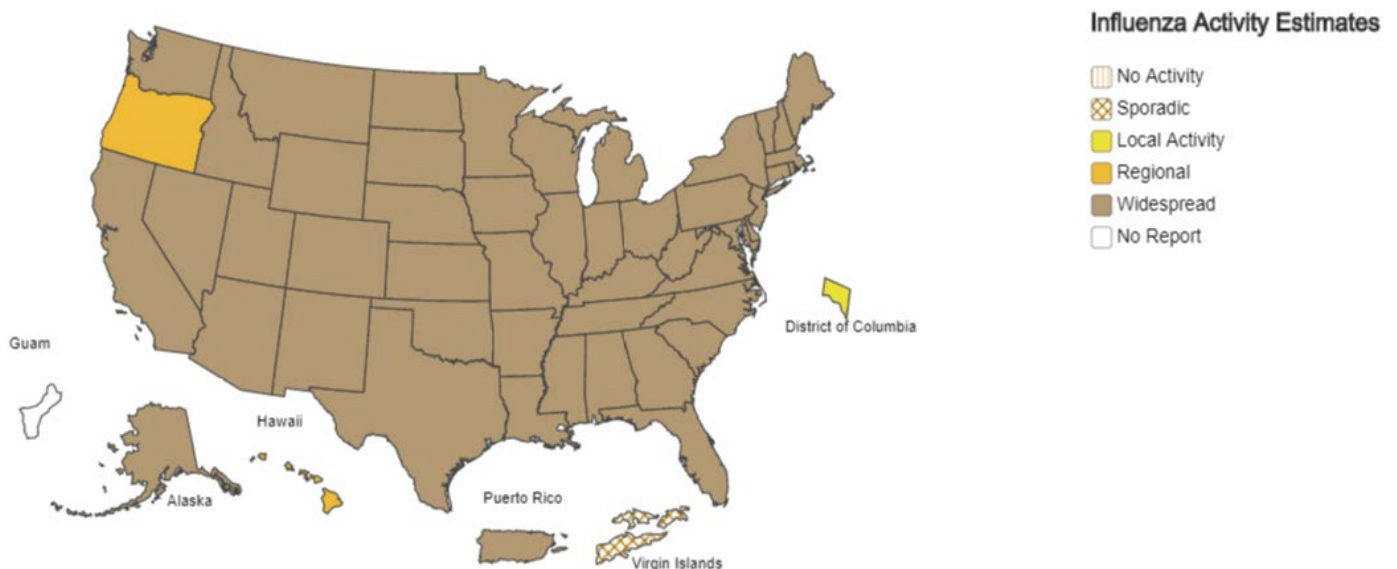 Influenza Activity Estimates
No Activity
Sporadic
Local Activity
Regional
Widespread
No Report
District of Columbia
Guam
Hawaii
Alaska
Puerto Rico
Virgin Islands